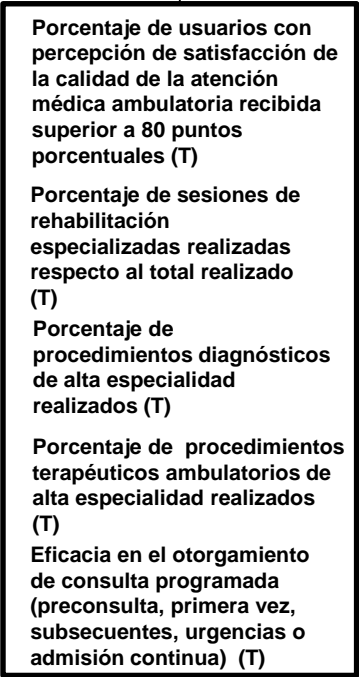 Porcentaje de usuarios con
percepción de satisfacción de
la calidad de la atención
médica ambulatoria recibida
superior a 80 puntos
porcentuales (T)
Porcentaje de sesiones de
rehabilitación
especializadas realizadas
respecto al total realizado
(T)
Porcentaje de
procedimientos diagnósticos
de alta especialidad
realizados (T)
Porcentaje de procedimientos
terapéuticos ambulatorios de
alta especialidad realizados
(T)
Eficacia en el otorgamiento
de consulta programada
(preconsulta, primera vez,
subsecuentes, urgencias o
admisión continua) (T)